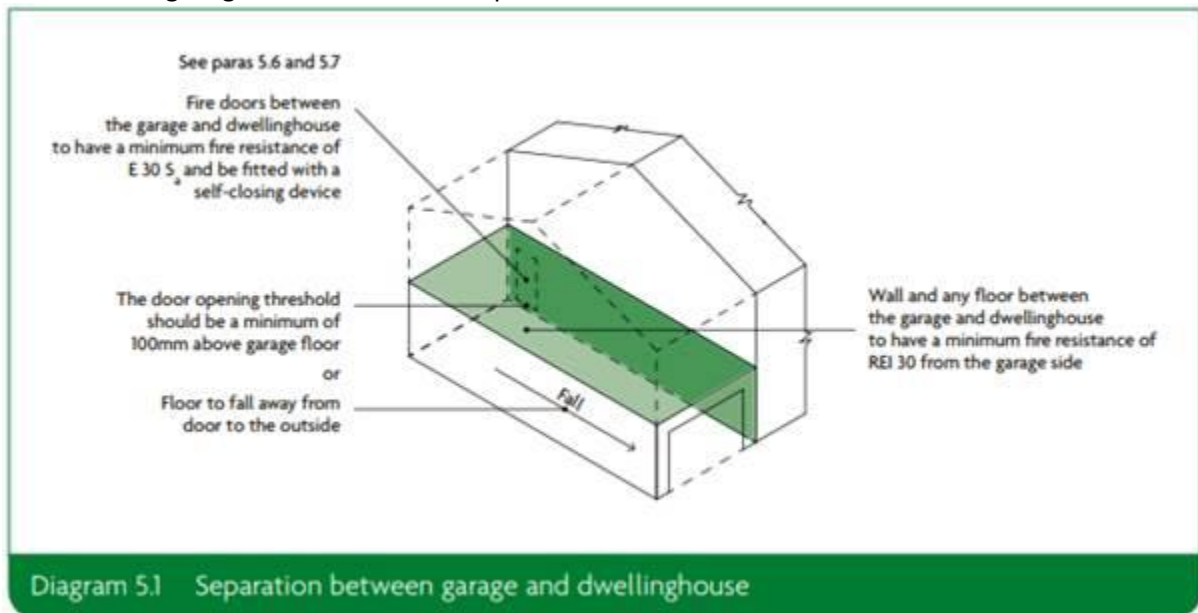 See paras 5.6 and 5.7
Fire doors between
the garage and dwellinghouse
to have a minimum fire resistance of
E 30 Sa and be fitted with a
self-closing device
The door opening threshold
should be a minimum of
100mm above garage floor
or
Floor to fall away from
door to the outside
Fall
Wall and any floor between
the garage and dwellinghouse
to have a minimum fire resistance of
REI 30 from the garage side
Diagram 5.1 Separation between garage and dwellinghouse